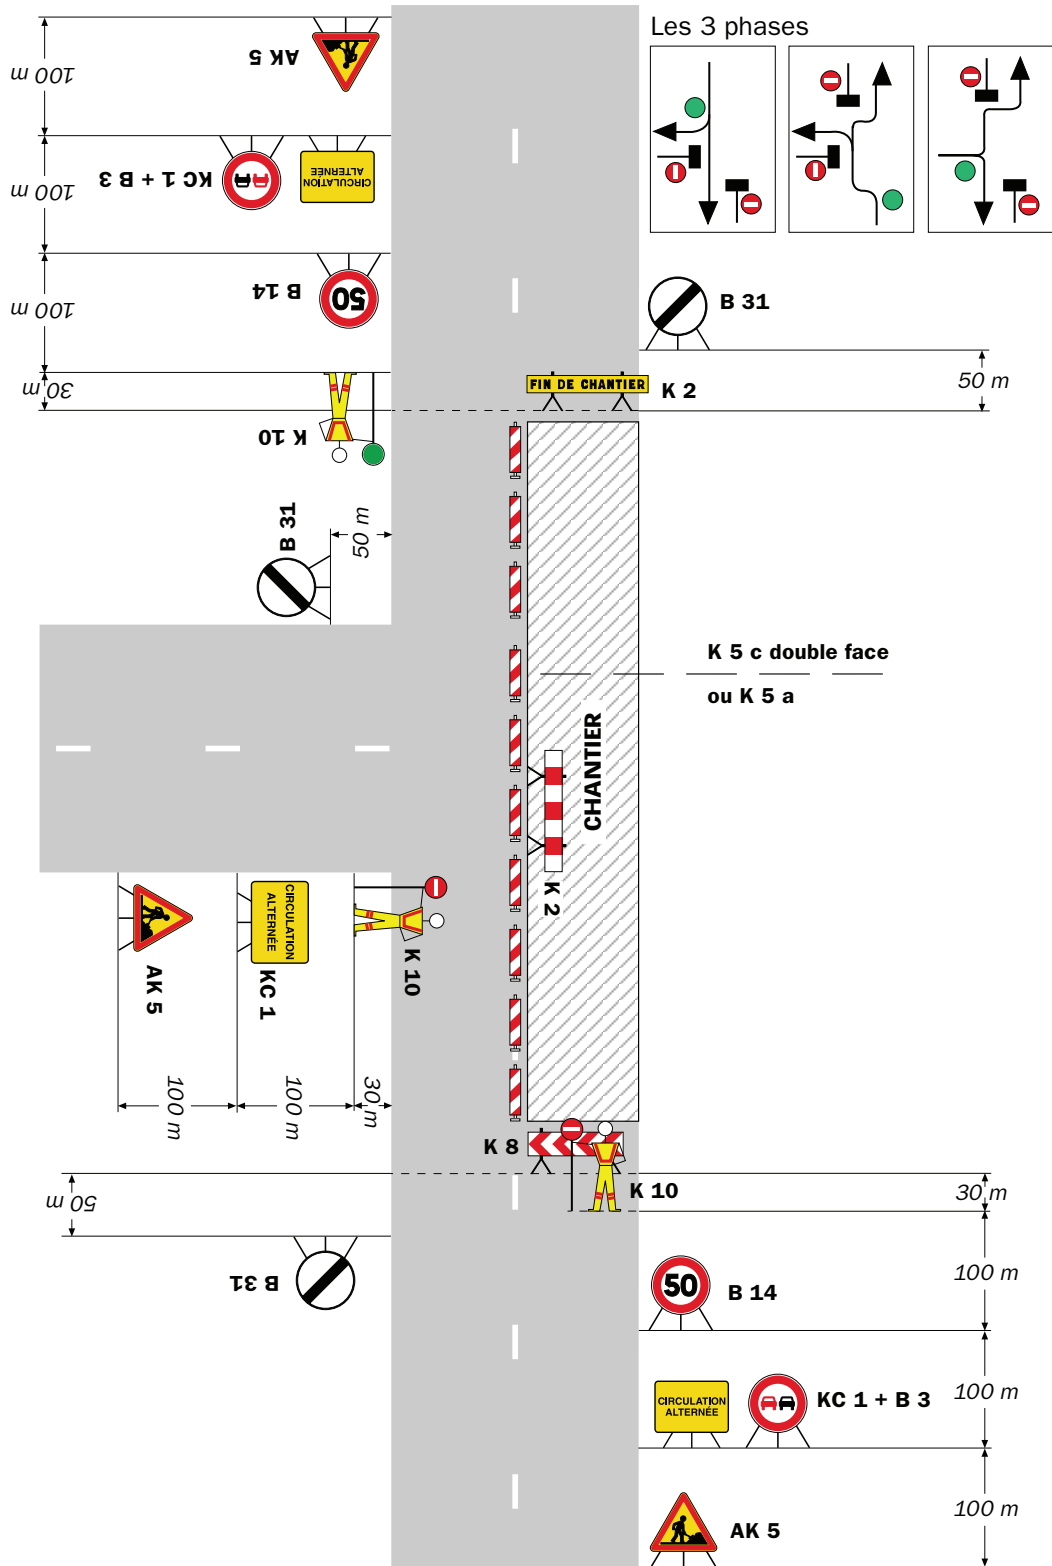 Les 3 phases
100 m
AK 5
100 m
KC 1 + B 3
CIRCULATION
ALTERNÉE
100 m
B 14
50
B 31
30 m
K 10
FIN DE CHANTIER
K 2
50 m
B 31
50 m
K 5 c double face
ou K 5 a
CHANTIER
K 2
AK 5
CIRCULATION
ALTERNÉE
KC 1
K 10
100 m
100 m
30 m
K 8
K 10
30 m
50 m
B 31
50
B 14
100 m
CIRCULATION
ALTERNÉE
KC 1 + B 3
100 m
AK 5
100 m